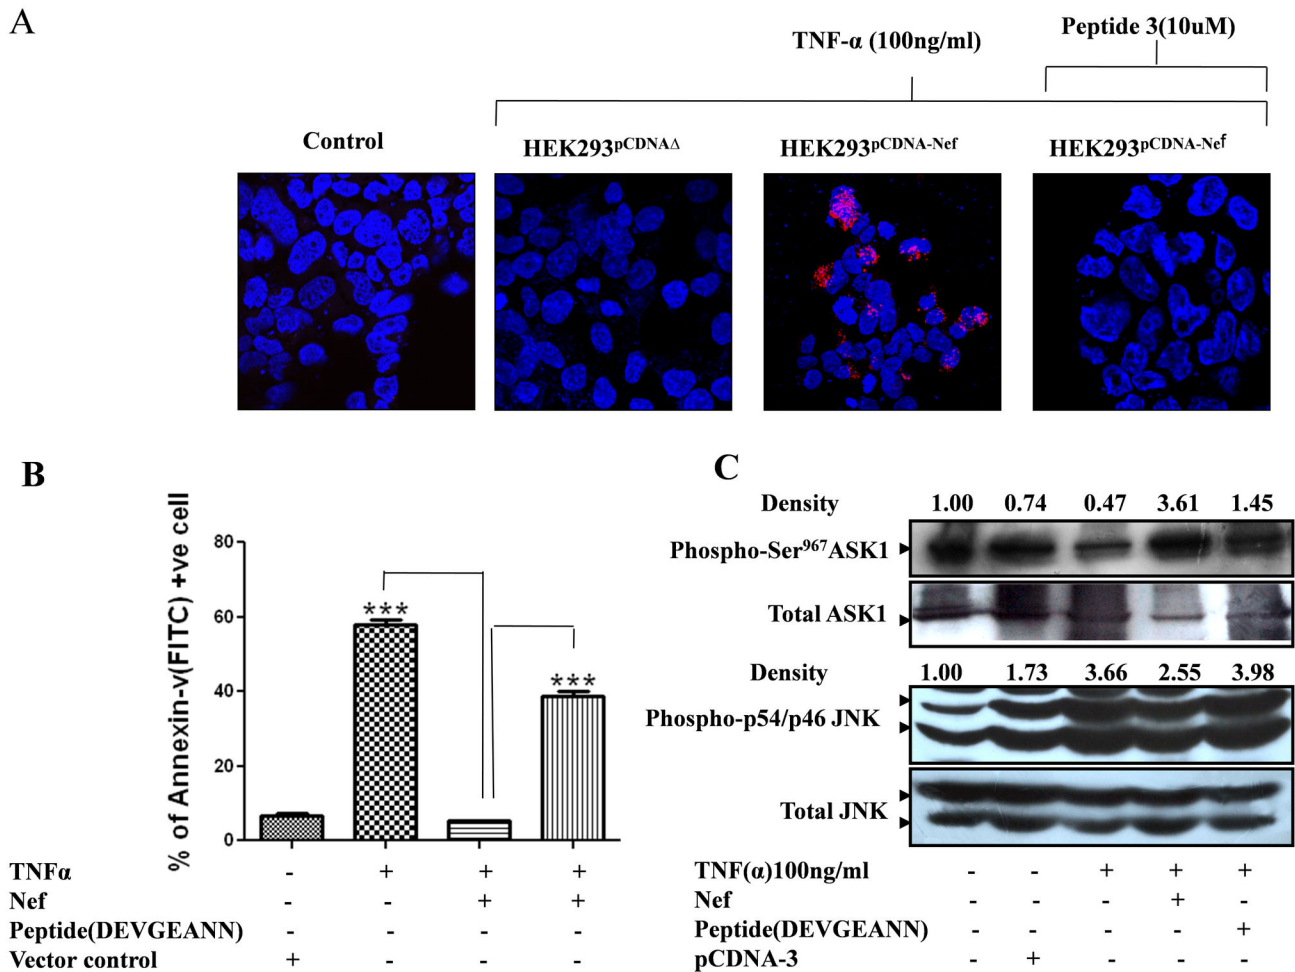 A
TNF-α (100ng/ml)
Peptide 3(10uM)
Control
HEK293pCDNAΔ
HEK293pCDNA-Nef
HEK293pCDNA-Nef
B
% of Annexin-v(FITC) +ve cell
80
60
40
20
0
***
***
TNFα - + + +
Nef - - + +
Peptide(DEVGEANN) - - - -
Vector control + - - -
C
Density 1.00 0.74 0.47 3.61 1.45
Phospho-Ser967ASK1
Total ASK1
Density 1.00 1.73 3.66 2.55 3.98
Phospho-p54/p46 JNK
Total JNK
TNF(α)100ng/ml - - + + +
Nef - - - + -
Peptide(DEVGEANN) - - - - +
pCDNA-3 - + - - -